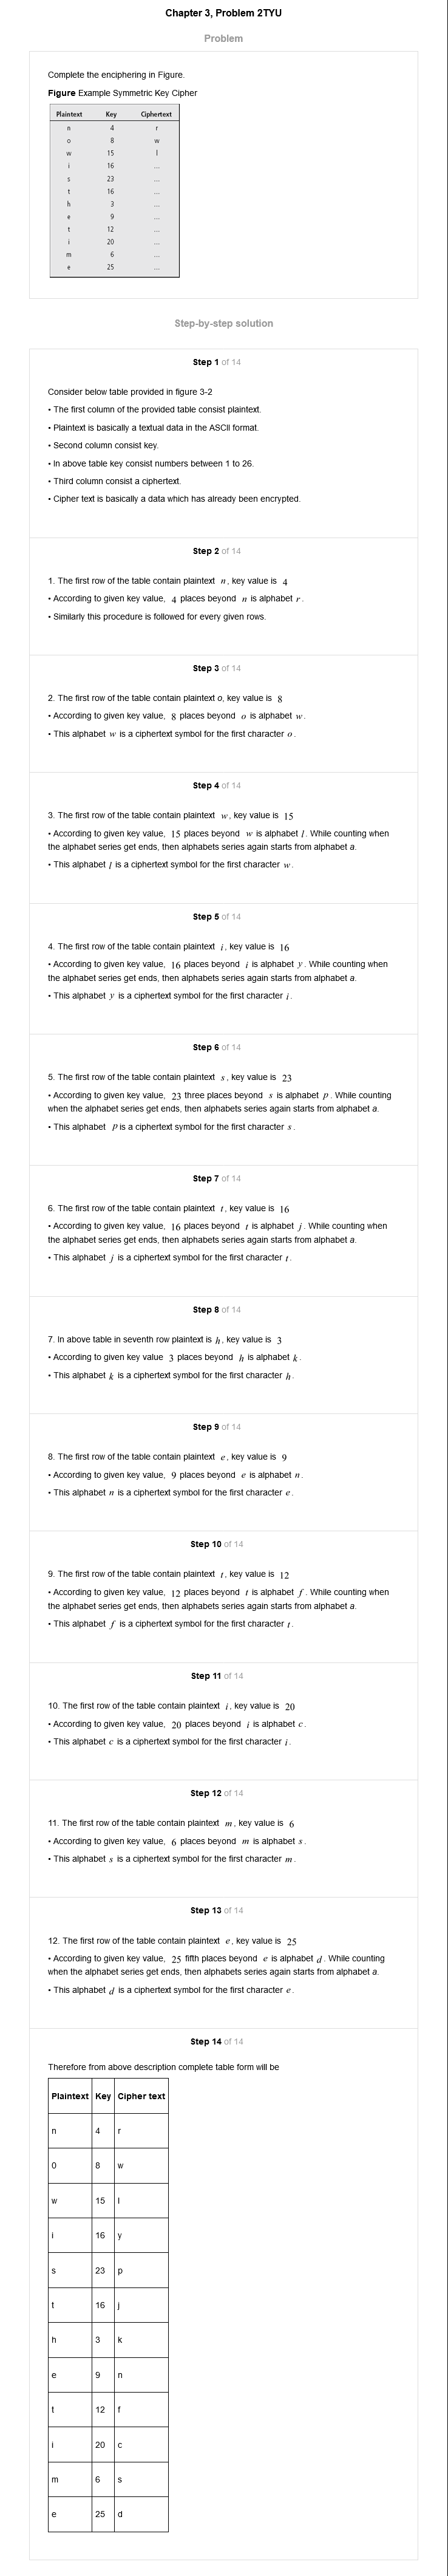 Chapter 3, Problem 2TYU
Problem
Complete the enciphering in Figure.
Figure Example Symmetric Key Cipher
Plaintext Key Ciphertext
n 4 r
o 8 w
w 15 l
i 16 ...
s 23 ...
t 16 ...
h 3 ...
e 9 ...
t 12 ...
i 20 ...
m 6 ...
e 25 ...
Step-by-step solution
Step 1 of 14
Consider below table provided in figure 3-2
• The first column of the provided table consist plaintext.
• Plaintext is basically a textual data in the ASCII format.
• Second column consist key.
• In above table key consist numbers between 1 to 26.
• Third column consist a ciphertext.
• Cipher text is basically a data which has already been encrypted.
Step 2 of 14
1. The first row of the table contain plaintext n, key value is 4
• According to given key value, 4 places beyond n is alphabet r.
• Similarly this procedure is followed for every given rows.
Step 3 of 14
2. The first row of the table contain plaintext o, key value is 8
• According to given key value, 8 places beyond o is alphabet w.
• This alphabet w is a ciphertext symbol for the first character o.
Step 4 of 14
3. The first row of the table contain plaintext w, key value is 15
• According to given key value, 15 places beyond w is alphabet l. While counting when
the alphabet series get ends, then alphabets series again starts from alphabet a.
• This alphabet l is a ciphertext symbol for the first character w.
Step 5 of 14
4. The first row of the table contain plaintext i, key value is 16
• According to given key value, 16 places beyond i is alphabet y. While counting when
the alphabet series get ends, then alphabets series again starts from alphabet a.
• This alphabet y is a ciphertext symbol for the first character i.
Step 6 of 14
5. The first row of the table contain plaintext s, key value is 23
• According to given key value, 23 three places beyond s is alphabet p. While counting
when the alphabet series get ends, then alphabets series again starts from alphabet a.
• This alphabet p is a ciphertext symbol for the first character s.
Step 7 of 14
6. The first row of the table contain plaintext t, key value is 16
• According to given key value, 16 places beyond t is alphabet j. While counting when
the alphabet series get ends, then alphabets series again starts from alphabet a.
• This alphabet j is a ciphertext symbol for the first character t.
Step 8 of 14
7. In above table in seventh row plaintext is h, key value is 3
• According to given key value 3 places beyond h is alphabet k.
• This alphabet k is a ciphertext symbol for the first character h.
Step 9 of 14
8. The first row of the table contain plaintext e, key value is 9
• According to given key value, 9 places beyond e is alphabet n.
• This alphabet n is a ciphertext symbol for the first character e.
Step 10 of 14
9. The first row of the table contain plaintext t, key value is 12
• According to given key value, 12 places beyond t is alphabet f. While counting when
the alphabet series get ends, then alphabets series again starts from alphabet a.
• This alphabet f is a ciphertext symbol for the first character t.
Step 11 of 14
10. The first row of the table contain plaintext i, key value is 20
• According to given key value, 20 places beyond i is alphabet c.
• This alphabet c is a ciphertext symbol for the first character i.
Step 12 of 14
11. The first row of the table contain plaintext m, key value is 6
• According to given key value, 6 places beyond m is alphabet s.
• This alphabet s is a ciphertext symbol for the first character m.
Step 13 of 14
12. The first row of the table contain plaintext e, key value is 25
• According to given key value, 25 fifth places beyond e is alphabet d. While counting
when the alphabet series get ends, then alphabets series again starts from alphabet a.
• This alphabet d is a ciphertext symbol for the first character e.
Step 14 of 14
Therefore from above description complete table form will be
Plaintext Key Cipher text
n 4 r
0 8 w
w 15 l
i 16 y
s 23 p
t 16 j
h 3 k
e 9 n
t 12 f
i 20 c
m 6 s
e 25 d